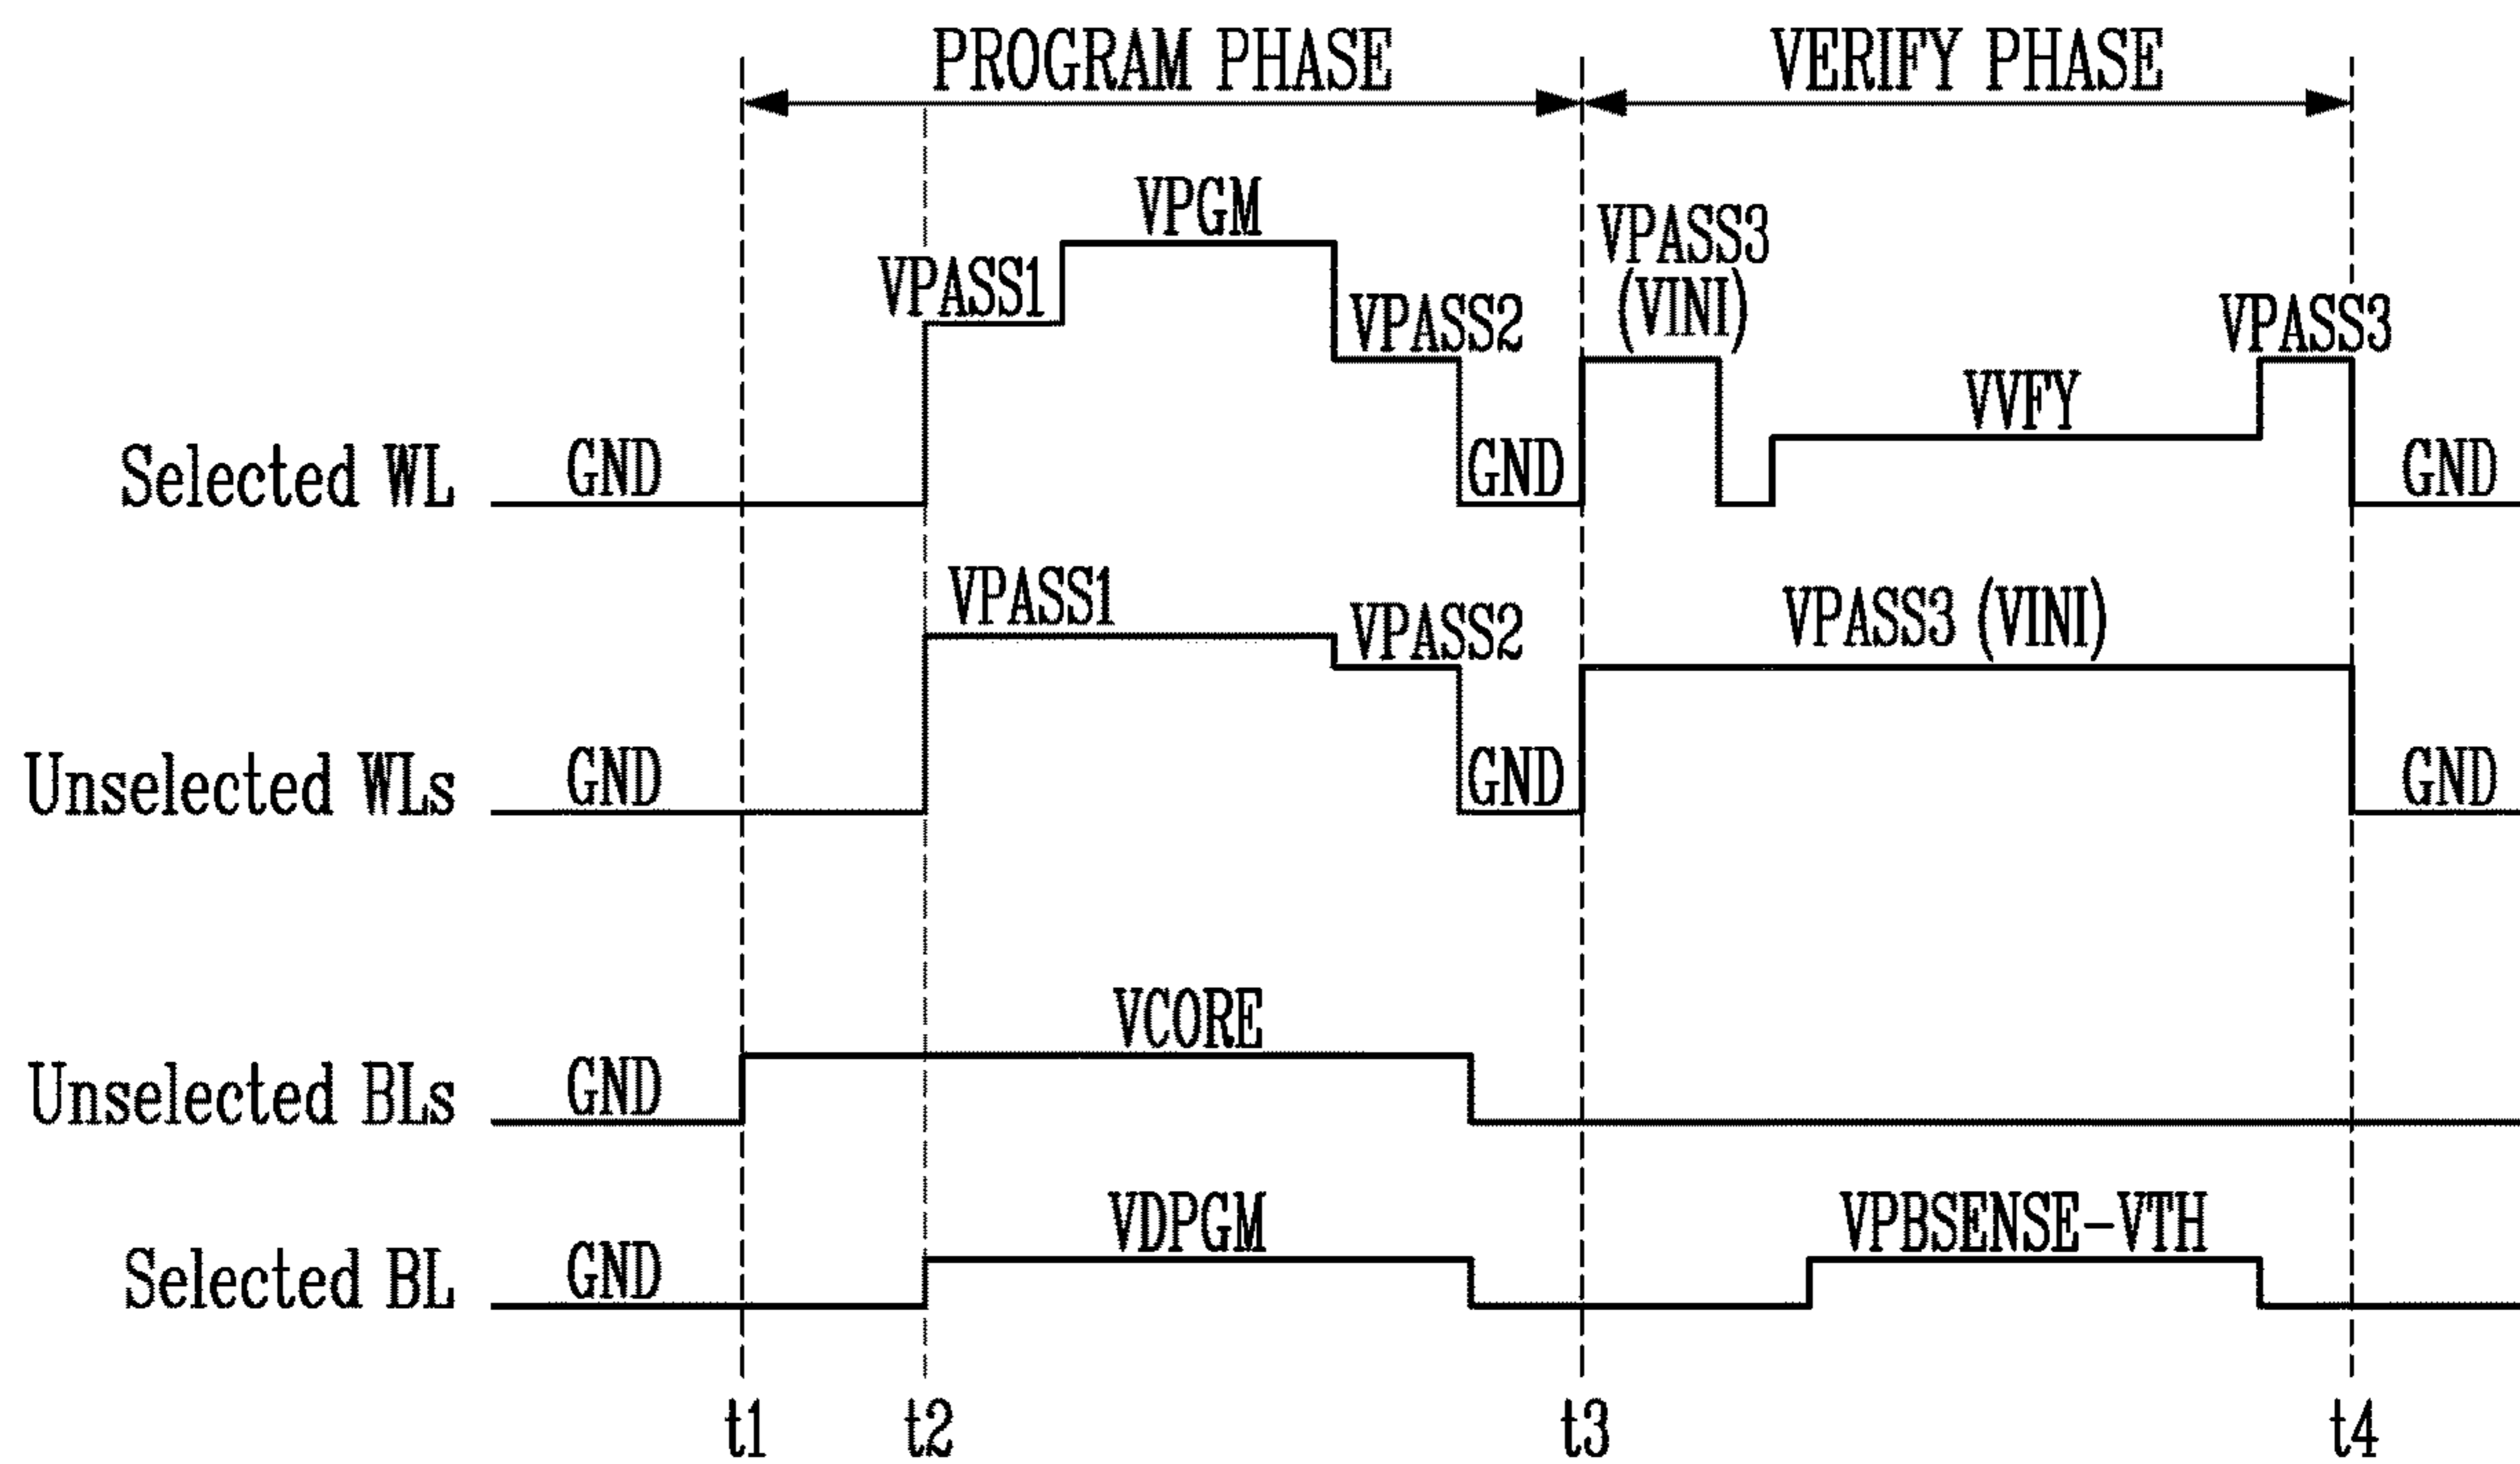 PROGRAM PHASE VERIFY PHASE
VPGM
VPASS3
(VINI)
VPASS1
VPASS2
VPASS3
VVFY
Selected WL GND GND GND
VPASS1
VPASS2
VPASS3 (VINI)
Unselected WLs GND GND GND
VCORE
Unselected BLs GND
VDPGM VPBSENSE-VTH
Selected BL GND
t1 t2 t3 t4